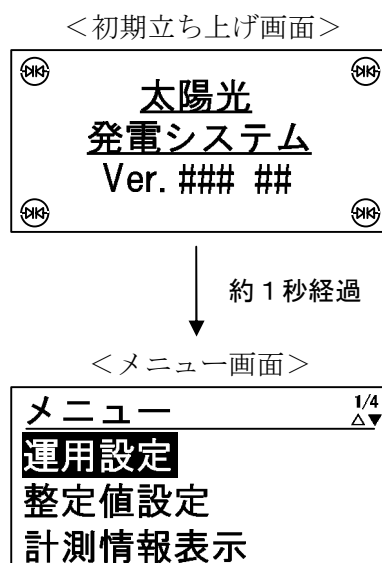 ＜初期立ち上げ画面＞
太陽光
発電システム
Ver. ### ##
約１秒経過
＜メニュー画面＞
メニュー 1/4
△▼
運用設定
整定値設定
計測情報表示